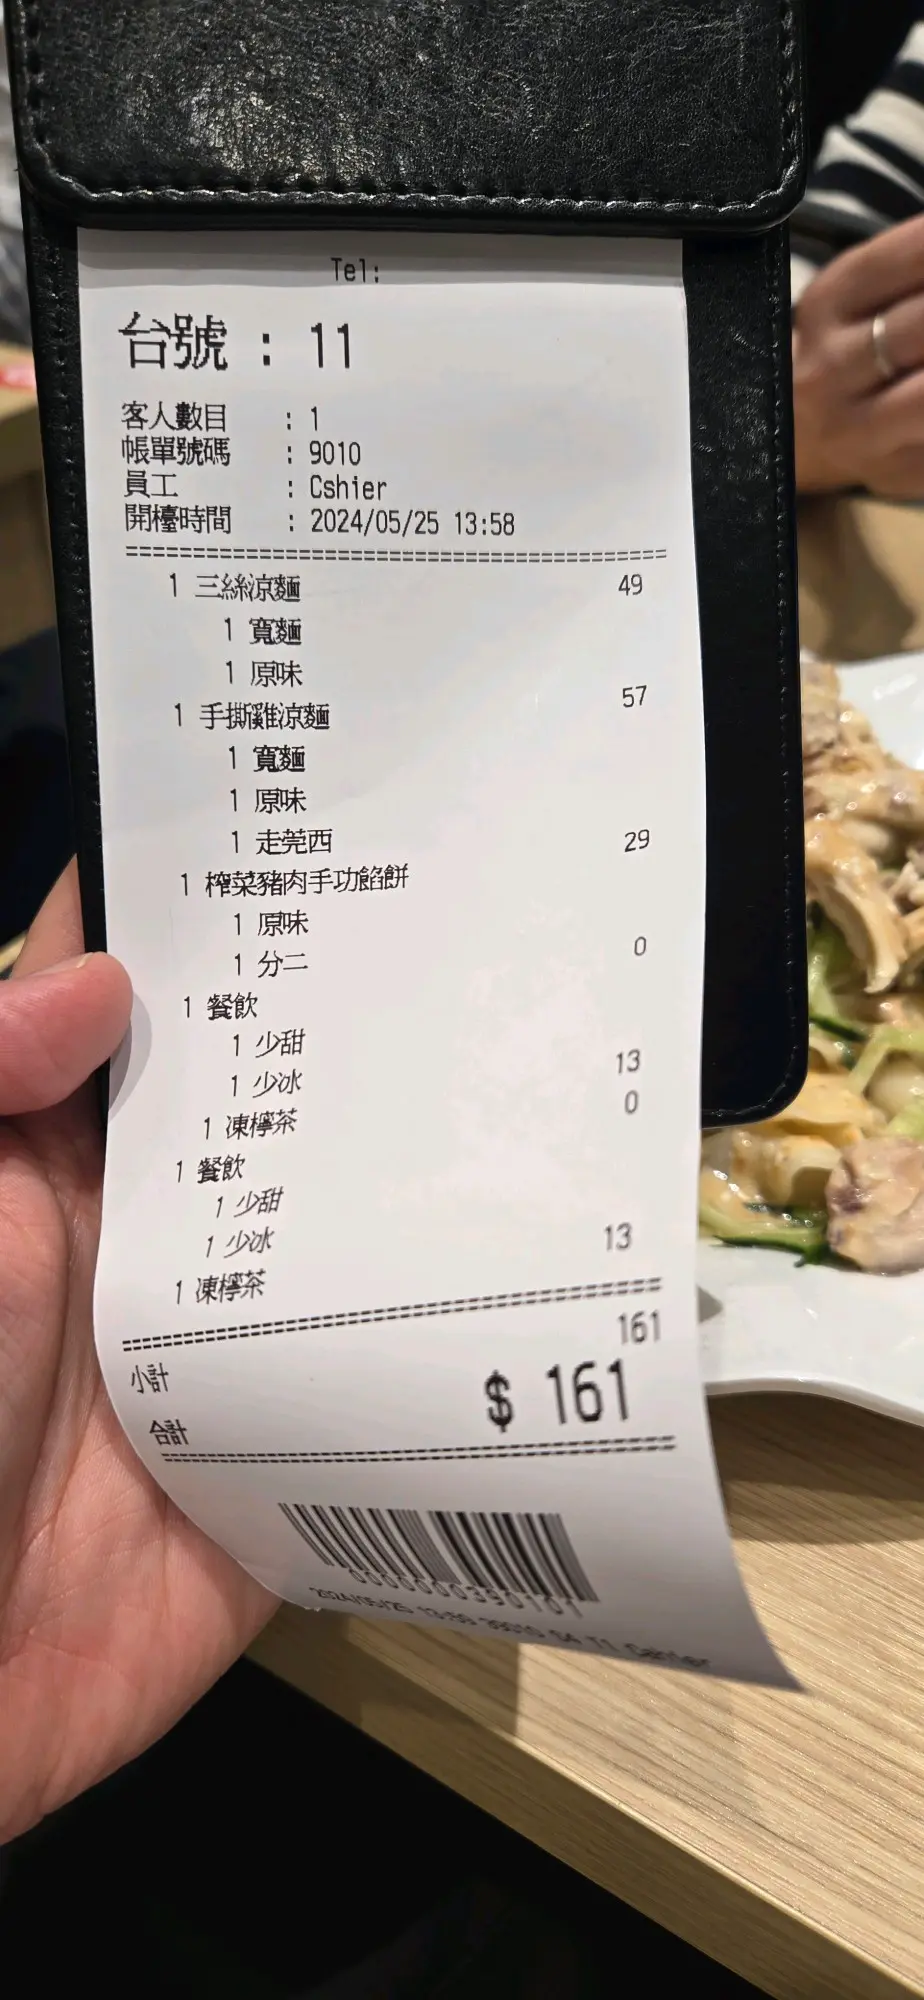 Tel:
台號 : 11
客人數目 : 1
帳單號碼 : 9010
員工 : Cshier
開檯時間 : 2024/05/25 13:58
1 三絲涼麵 49
1 寬麵
1 原味
1 手撕雞涼麵 57
1 寬麵
1 原味
1 走莞西
1 榨菜豬肉手功餡餅 29
1 原味
1 分二
1 餐飲 0
1 少甜
1 少冰
1 凍檸茶 13
1 餐飲 0
1 少甜
1 少冰
1 凍檸茶 13
小計 161
合計 $ 161